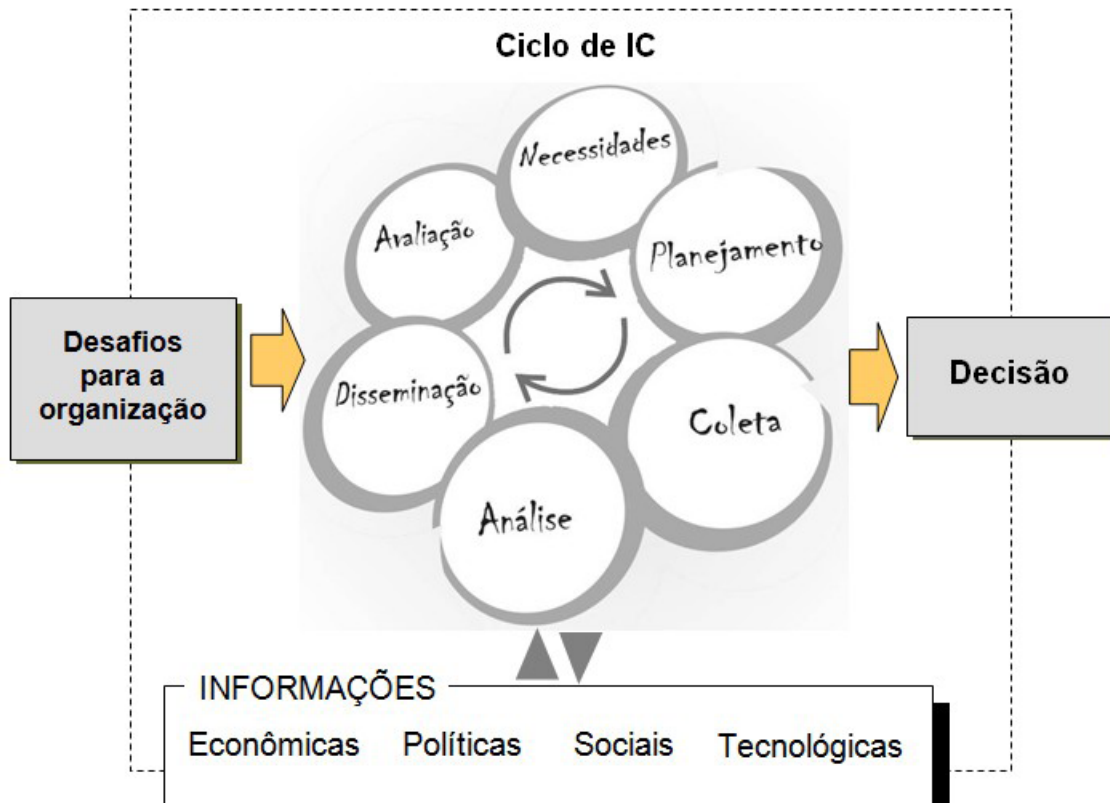 Ciclo de IC
Necessidades
Planejamento
Coleta
Análise
Disseminação
Avaliação
Desafios
para a
organização
Decisão
INFORMAÇÕES
Econômicas Políticas Sociais Tecnológicas